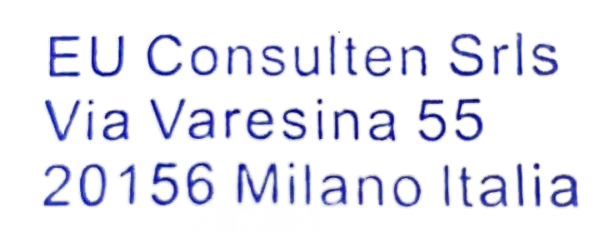 EU Consulten Srls
Via Varesina 55
20156 Milano Italia